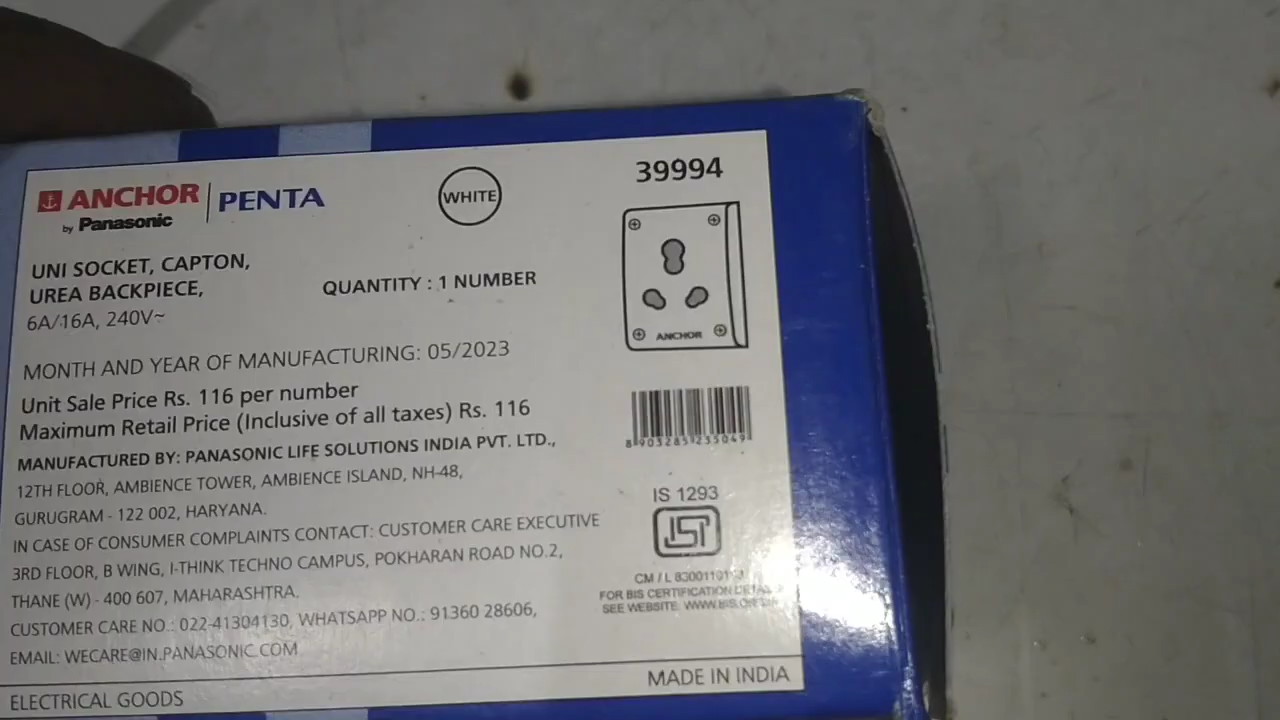 ANCHOR PENTA
by Panasonic
WHITE
39994
UNI SOCKET, CAPTON,
UREA BACKPIECE,
6A/16A, 240V~
QUANTITY : 1 NUMBER
ANCHOR
MONTH AND YEAR OF MANUFACTURING: 05/2023
Unit Sale Price Rs. 116 per number
Maximum Retail Price (Inclusive of all taxes) Rs. 116
MANUFACTURED BY: PANASONIC LIFE SOLUTIONS INDIA PVT. LTD.,
12TH FLOOR, AMBIENCE TOWER, AMBIENCE ISLAND, NH-48,
GURUGRAM - 122 002, HARYANA.
IN CASE OF CONSUMER COMPLAINTS CONTACT: CUSTOMER CARE EXECUTIVE
3RD FLOOR, B WING, I-THINK TECHNO CAMPUS, POKHARAN ROAD NO.2,
THANE (W) - 400 607, MAHARASHTRA.
CUSTOMER CARE NO.: 022-41304130, WHATSAPP NO.: 91360 28606,
EMAIL: WECARE@IN.PANASONIC.COM
8 903285 235049
IS 1293
CM / L
FOR BIS CERTIFICATION DETAILS
SEE WEBSITE:
MADE IN INDIA
ELECTRICAL GOODS